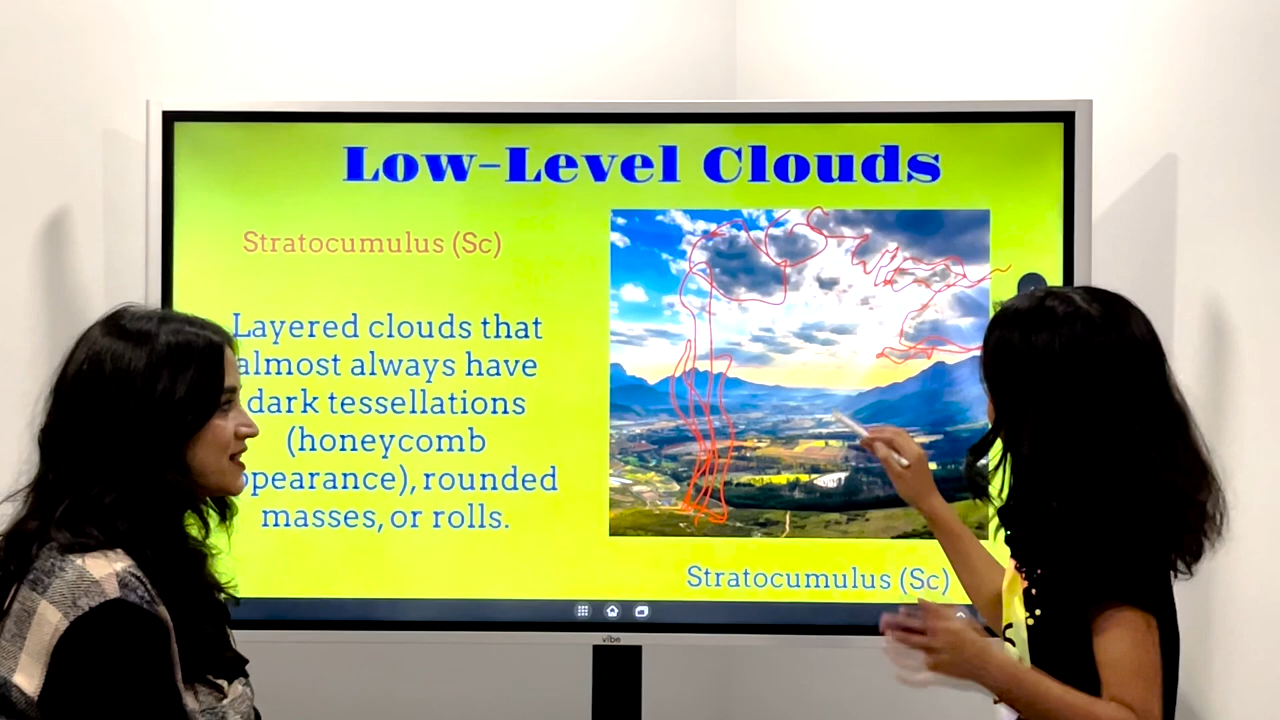 Low-Level Clouds
Stratocumulus (Sc)
Layered clouds that
almost always have
dark tessellations
(honeycomb
ppearance), rounded
masses, or rolls.
Stratocumulus (Sc)
vibe